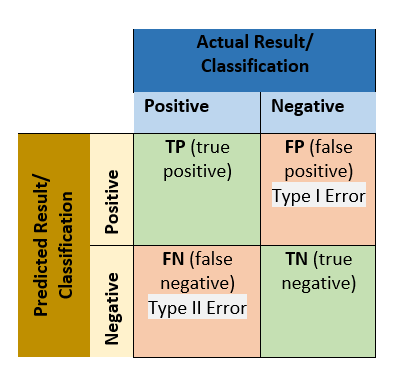 Actual Result/
Classification
Positive
Negative
Predicted Result/
Classification
Positive
TP (true
positive)
FP (false
positive)
Type I Error
Negative
FN (false
negative)
Type II Error
TN (true
negative)